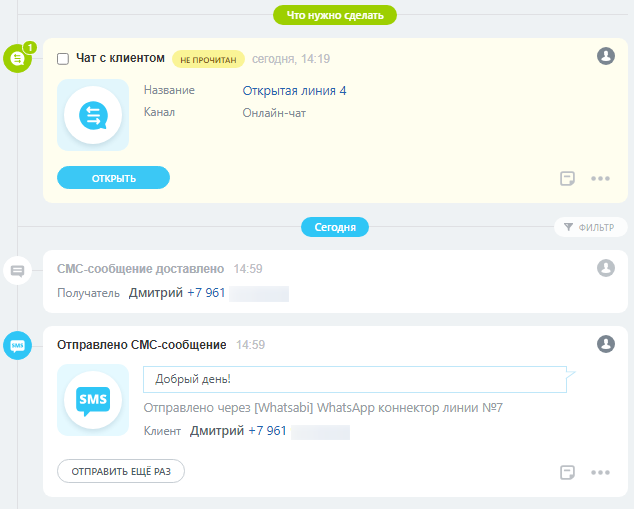 Что нужно сделать
1
Чат с клиентом НЕ ПРОЧИТАН сегодня, 14:19
Название Открытая линия 4
Канал Онлайн-чат
ОТКРЫТЬ
Сегодня
ФИЛЬТР
СМС-сообщение доставлено 14:59
Получатель Дмитрий +7 961
SMS
Отправлено СМС-сообщение 14:59
Добрый день!
SMS
Отправлено через [Whatsabi] WhatsApp коннектор линии №7
Клиент Дмитрий +7 961
ОТПРАВИТЬ ЕЩЁ РАЗ